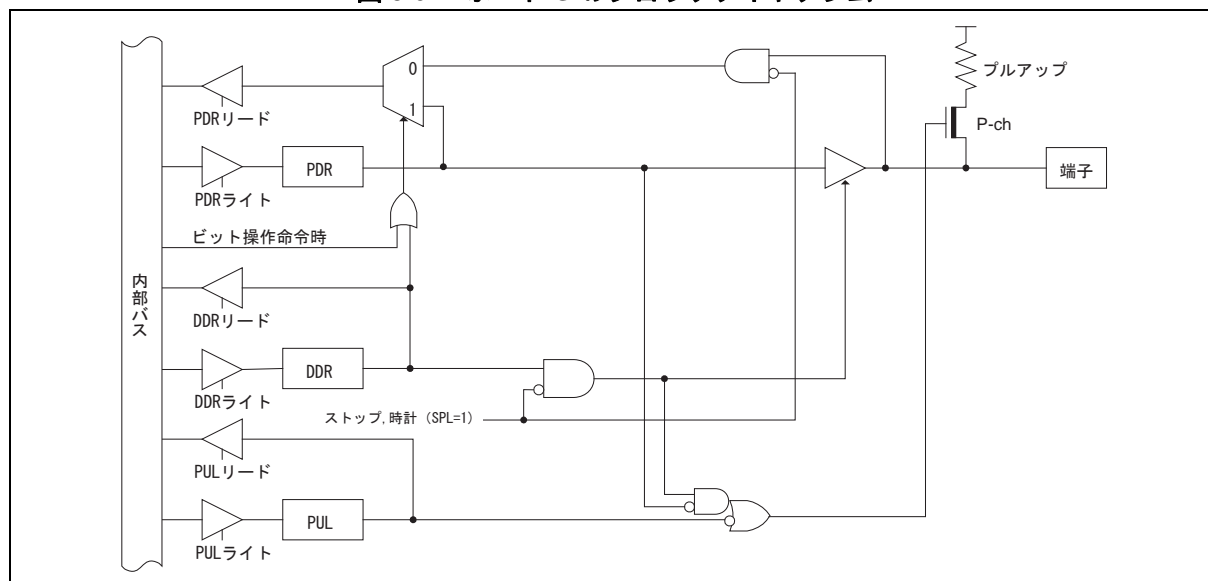 0
プルアップ
PDRリード
1
P-ch
PDR
端子
PDRライト
ビット操作命令時
内部バス
DDRリード
DDR
DDRライト
ストップ,時計 (SPL=1)
PULリード
PUL
PULライト